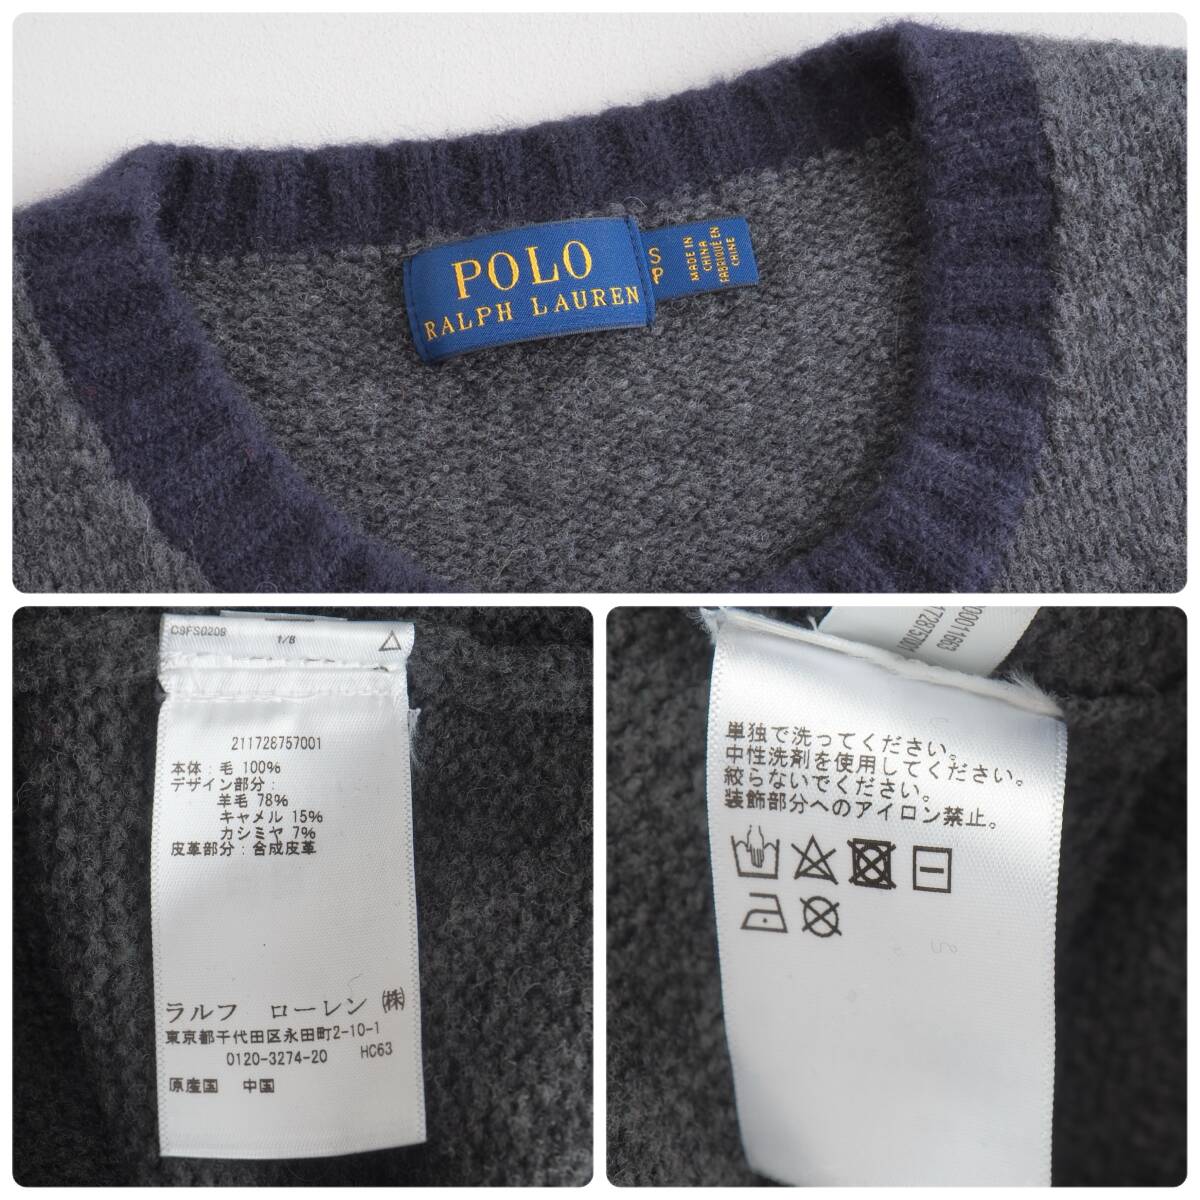 POLO
RALPH LAUREN
S
P
MADE IN
CHINA
FABRIQUÉ EN
CHINE
C9FS0209
1/8
211728757001
本体：毛 100%
デザイン部分：
羊毛 78%
キャメル 15%
カシミヤ 7%
皮革部分：合成皮革
ラルフ ローレン ㈱
東京都千代田区永田町2-10-1
0120-3274-20 HC63
原産国 中国
単独で洗ってください。
中性洗剤を使用してください。
絞らないでください。
装飾部分へのアイロン禁止。